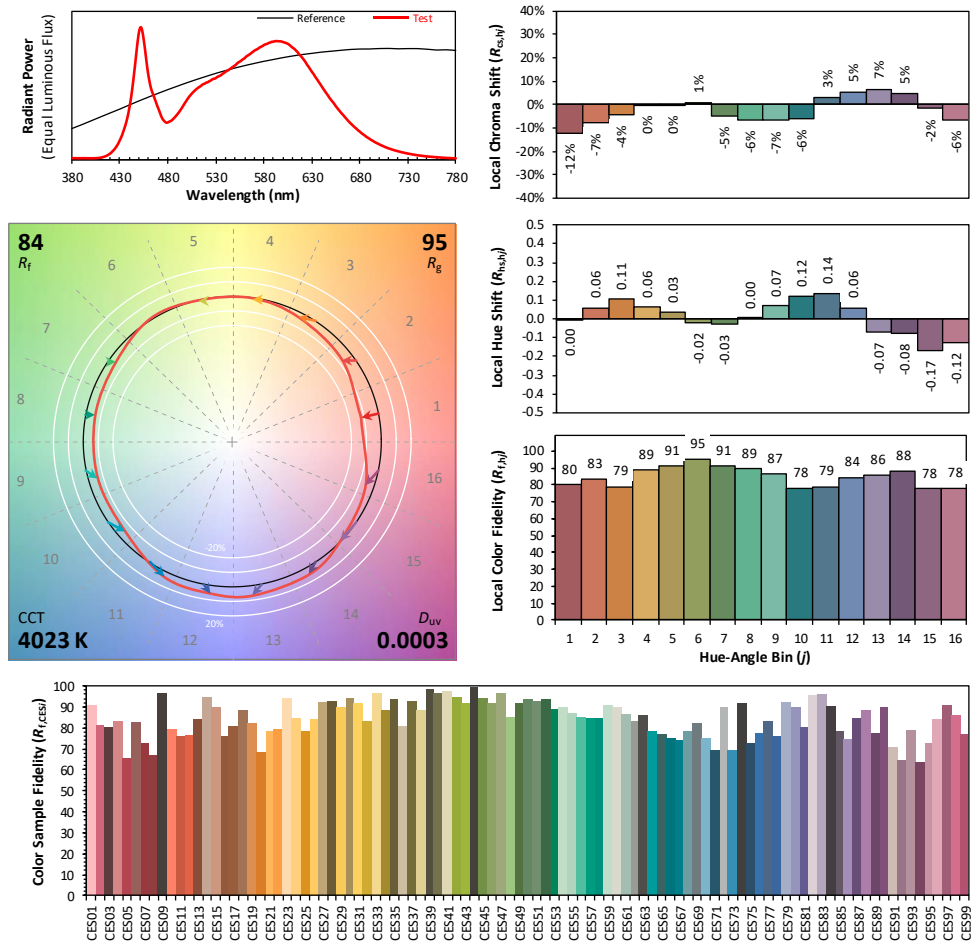 Radiant Power
(Equal Luminous Flux)
Reference
Test
380 430 480 530 580 630 680 730 780
Wavelength (nm)
Local Chroma Shift (Rcs,hj)
40%
30%
20%
10%
0%
-10%
-20%
-30%
-40%
-12% -7% -4% 0% 0% 1% -5% -6% -7% -6% 3% 5% 7% 5% -2% -6%
84
Rf
95
Rg
5 4
6 3
7 2
8 1
9 16
10 15
11 14
12 13
-20%
20%
CCT
4023 K
Duv
0.0003
Local Hue Shift (Rhs,hj)
0.5
0.4
0.3
0.2
0.1
0.0
-0.1
-0.2
-0.3
-0.4
-0.5
0.00 0.06 0.11 0.06 0.03 -0.02 -0.03 0.00 0.07 0.12 0.14 0.06 -0.07 -0.08 -0.17 -0.12
Local Color Fidelity (Rf,hj)
100
90
80
70
60
50
40
30
20
10
0
80 83 79 89 91 95 91 89 87 78 79 84 86 88 78 78
1 2 3 4 5 6 7 8 9 10 11 12 13 14 15 16
Hue-Angle Bin (j)
Color Sample Fidelity (Rf,CESi)
100
90
80
70
60
50
40
30
20
10
0
CES01 CES03 CES05 CES07 CES09 CES11 CES13 CES15 CES17 CES19 CES21 CES23 CES25 CES27 CES29 CES31 CES33 CES35 CES37 CES39 CES41 CES43 CES45 CES47 CES49 CES51 CES53 CES55 CES57 CES59 CES61 CES63 CES65 CES67 CES69 CES71 CES73 CES75 CES77 CES79 CES81 CES83 CES85 CES87 CES89 CES91 CES93 CES95 CES97 CES99